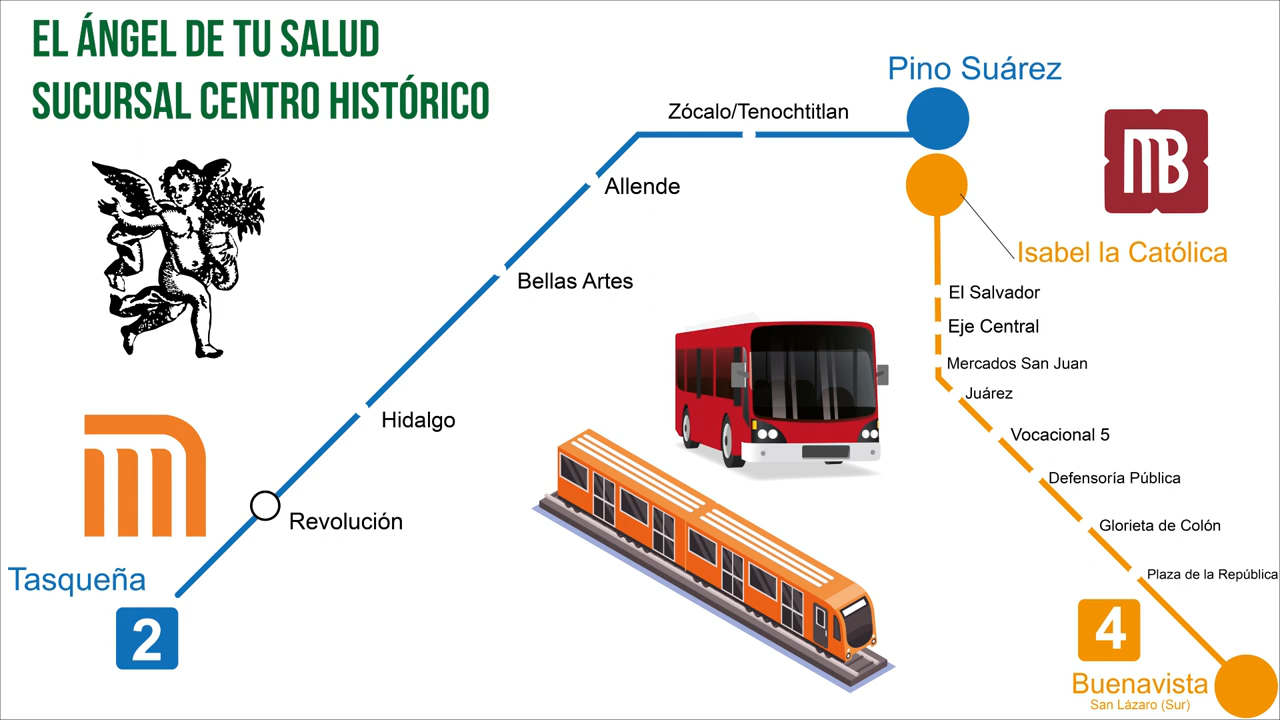 EL ÁNGEL DE TU SALUD
SUCURSAL CENTRO HISTÓRICO
Pino Suárez
Zócalo/Tenochtitlan
MB
Allende
Isabel la Católica
Bellas Artes
El Salvador
Eje Central
Mercados San Juan
Juárez
Hidalgo
Vocacional 5
Defensoría Pública
Revolución
Glorieta de Colón
Tasqueña
Plaza de la República
2
4
Buenavista
San Lázaro (Sur)